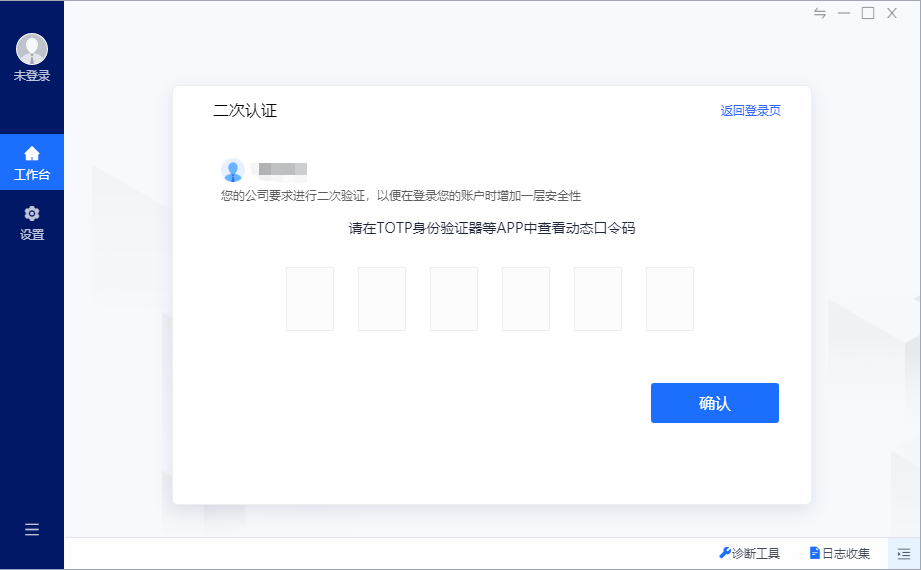 未登录
工作台
设置
二次认证
返回登录页
您的公司要求进行二次验证，以便在登录您的账户时增加一层安全性
请在TOTP身份验证器等APP中查看动态口令码
确认
诊断工具
日志收集